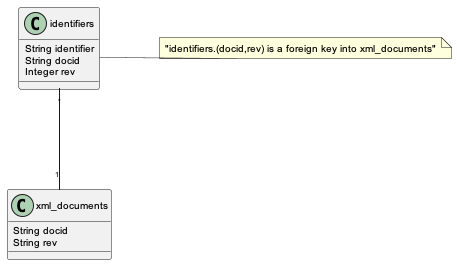 C identifiers
String identifier
String docid
Integer rev
"identifiers.(docid,rev) is a foreign key into xml_documents"
*
1
C xml_documents
String docid
String rev